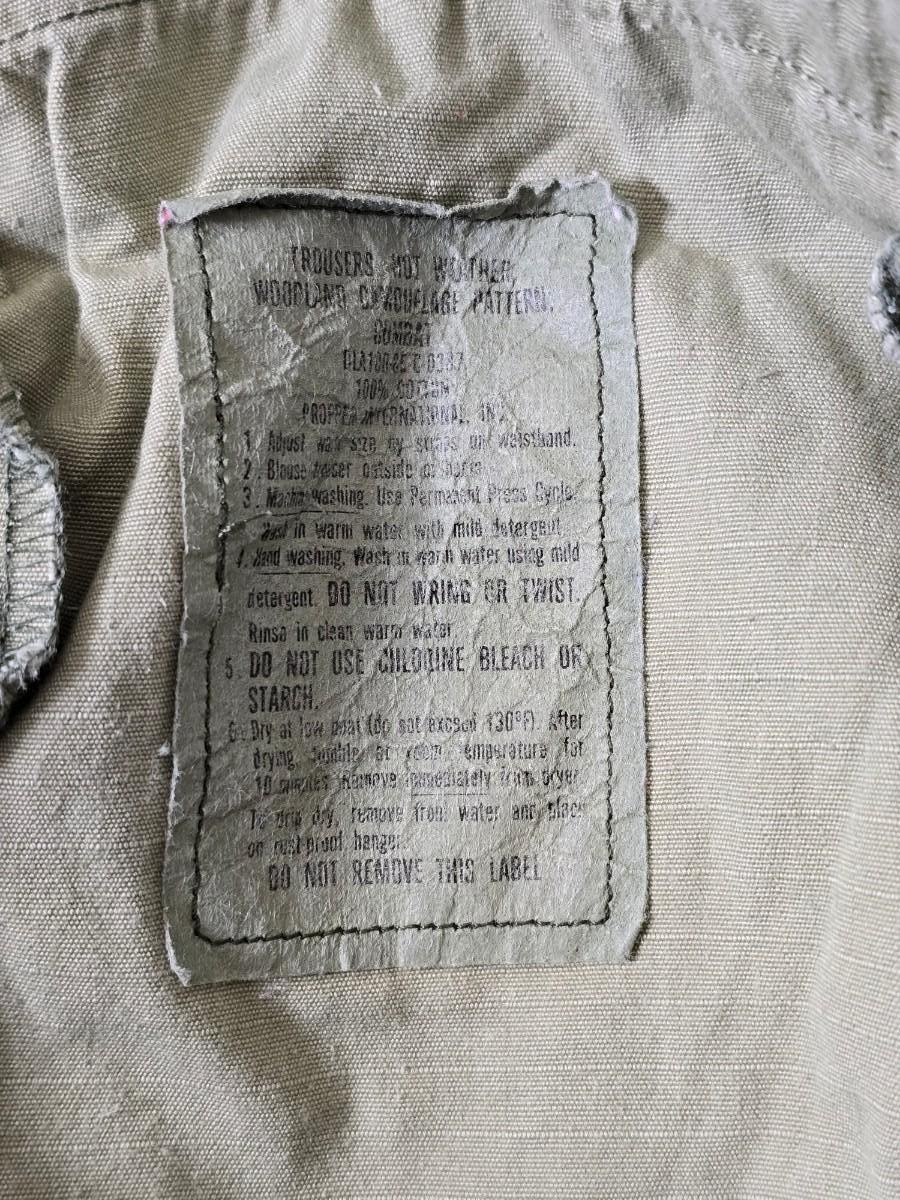 TROUSERS, HOT WEATHER,
WOODLAND CAMOUFLAGE PATTERN,
COMBAT
100% COTTON
PROPPER INTERNATIONAL, INC.
1. Adjust waist size by straps on waistband.
2. Blouse outside of
3. Machine washing. Use Permanent Press Cycle.
in warm water with mild detergent.
4. Hand washing. Wash in warm water using mild
detergent. DO NOT WRING OR TWIST.
Rinse in clean warm water
5. DO NOT USE CHLORINE BLEACH OR
STARCH.
6. Dry at low heat (do not exceed 130°F). After
drying, tumble at room temperature for
10 minutes. Remove immediately from dryer.
To drip dry, remove from water and place
on rust-proof hanger.
DO NOT REMOVE THIS LABEL